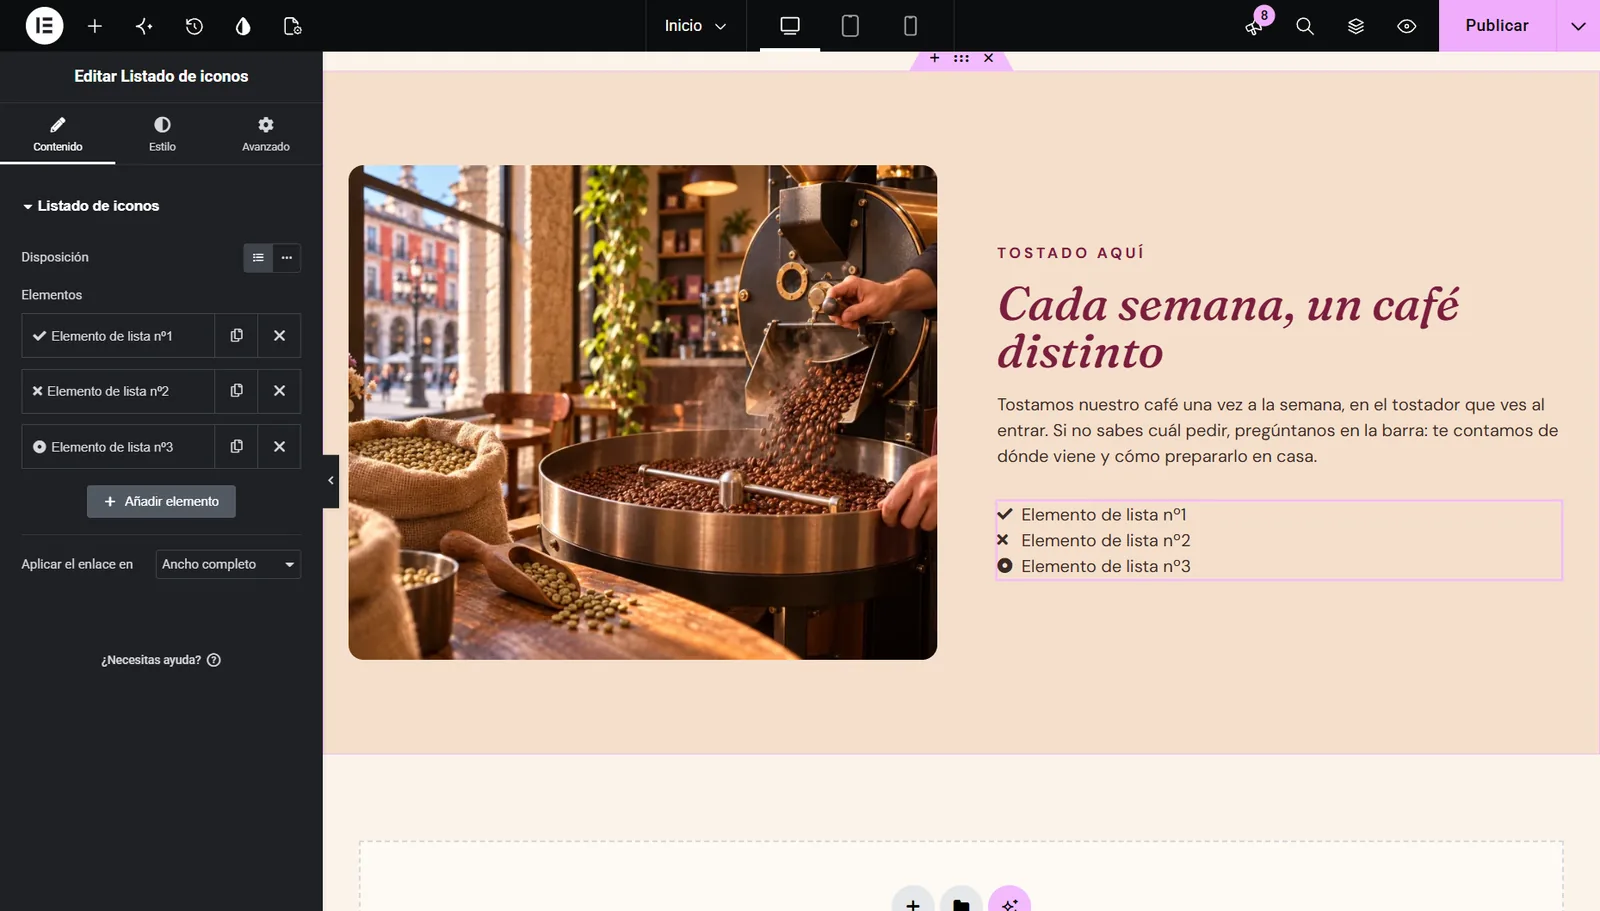 Inicio
8
Publicar
Editar Listado de iconos
Contenido
Estilo
Avanzado
Listado de iconos
Disposición
Elementos
Elemento de lista nº1
Elemento de lista nº2
Elemento de lista nº3
+ Añadir elemento
Aplicar el enlace en
Ancho completo
¿Necesitas ayuda?
TOSTADO AQUÍ
Cada semana, un café
distinto
Tostamos nuestro café una vez a la semana, en el tostador que ves al
entrar. Si no sabes cuál pedir, pregúntanos en la barra: te contamos de
dónde viene y cómo prepararlo en casa.
Elemento de lista nº1
Elemento de lista nº2
Elemento de lista nº3